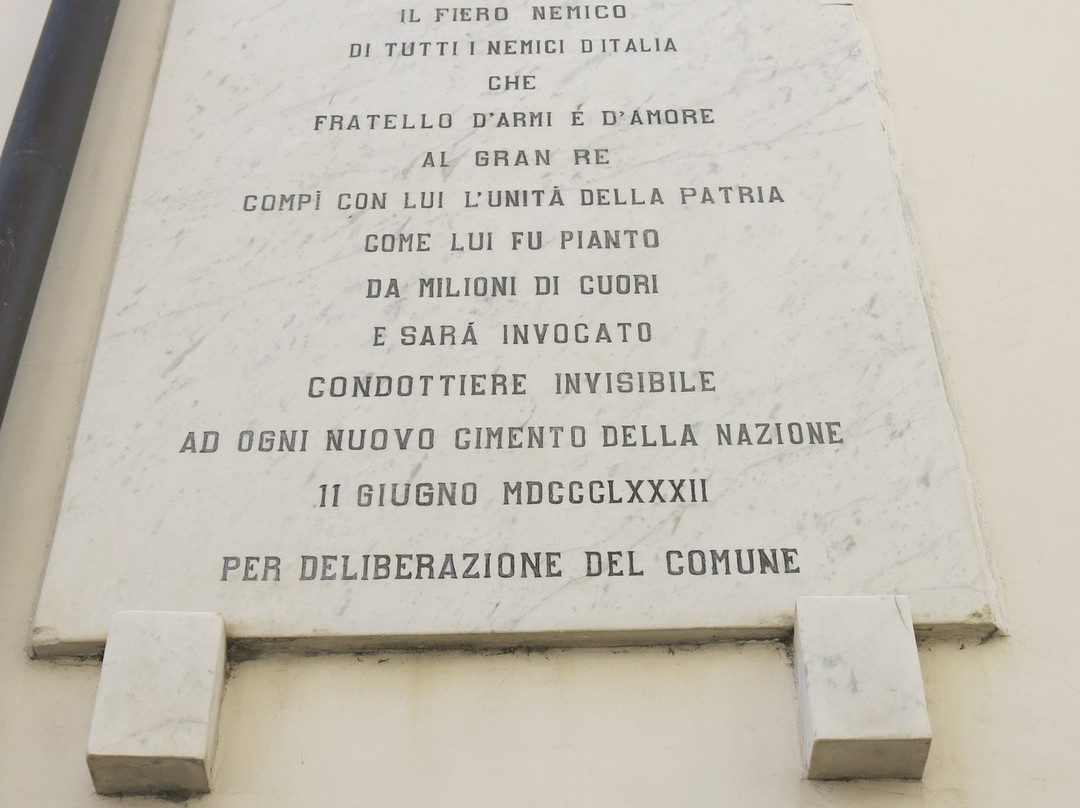 IL FIERO NEMICO
DI TUTTI I NEMICI D'ITALIA
CHE
FRATELLO D'ARMI É D'AMORE
AL GRAN RE
COMPÌ CON LUI L'UNITÀ DELLA PATRIA
COME LUI FU PIANTO
DA MILIONI DI CUORI
E SARÁ INVOCATO
CONDOTTIERE INVISIBILE
AD OGNI NUOVO CIMENTO DELLA NAZIONE
11 GIUGNO MDCCCLXXXII
PER DELIBERAZIONE DEL COMUNE